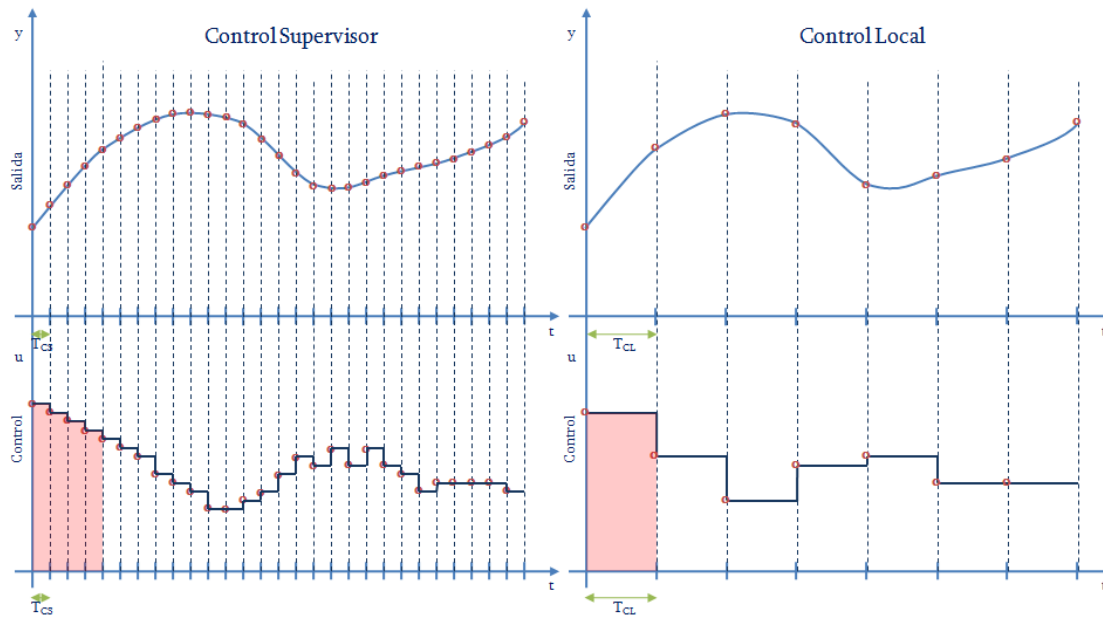 Control Supervisor
y
Salida
t
T_CS
u
Control
t
T_CS
Control Local
y
Salida
t
T_CL
u
Control
t
T_CL